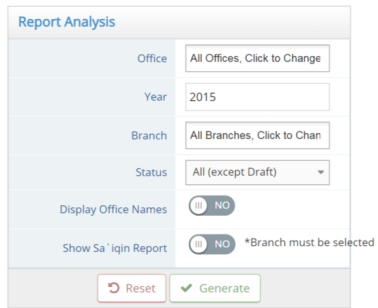 Report Analysis
Office All Offices, Click to Change
Year 2015
Branch All Branches, Click to Chan
Status All (except Draft)
Display Office Names NO
Show Sa`iqin Report NO *Branch must be selected
Reset Generate